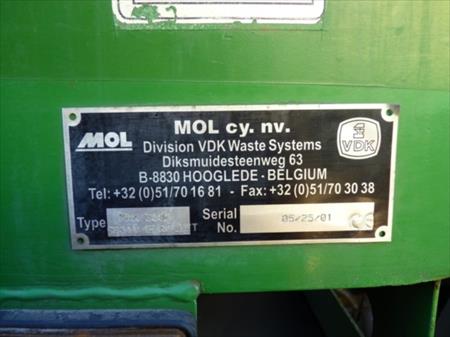 MOL
MOL cy. nv.
Division VDK Waste Systems
Diksmuidesteenweg 63
B-8830 HOOGLEDE - BELGIUM
Tel: +32 (0)51/70 16 81 - Fax: +32 (0)51/70 30 38
VDK
Type
Serial No. 05/25/01 CE